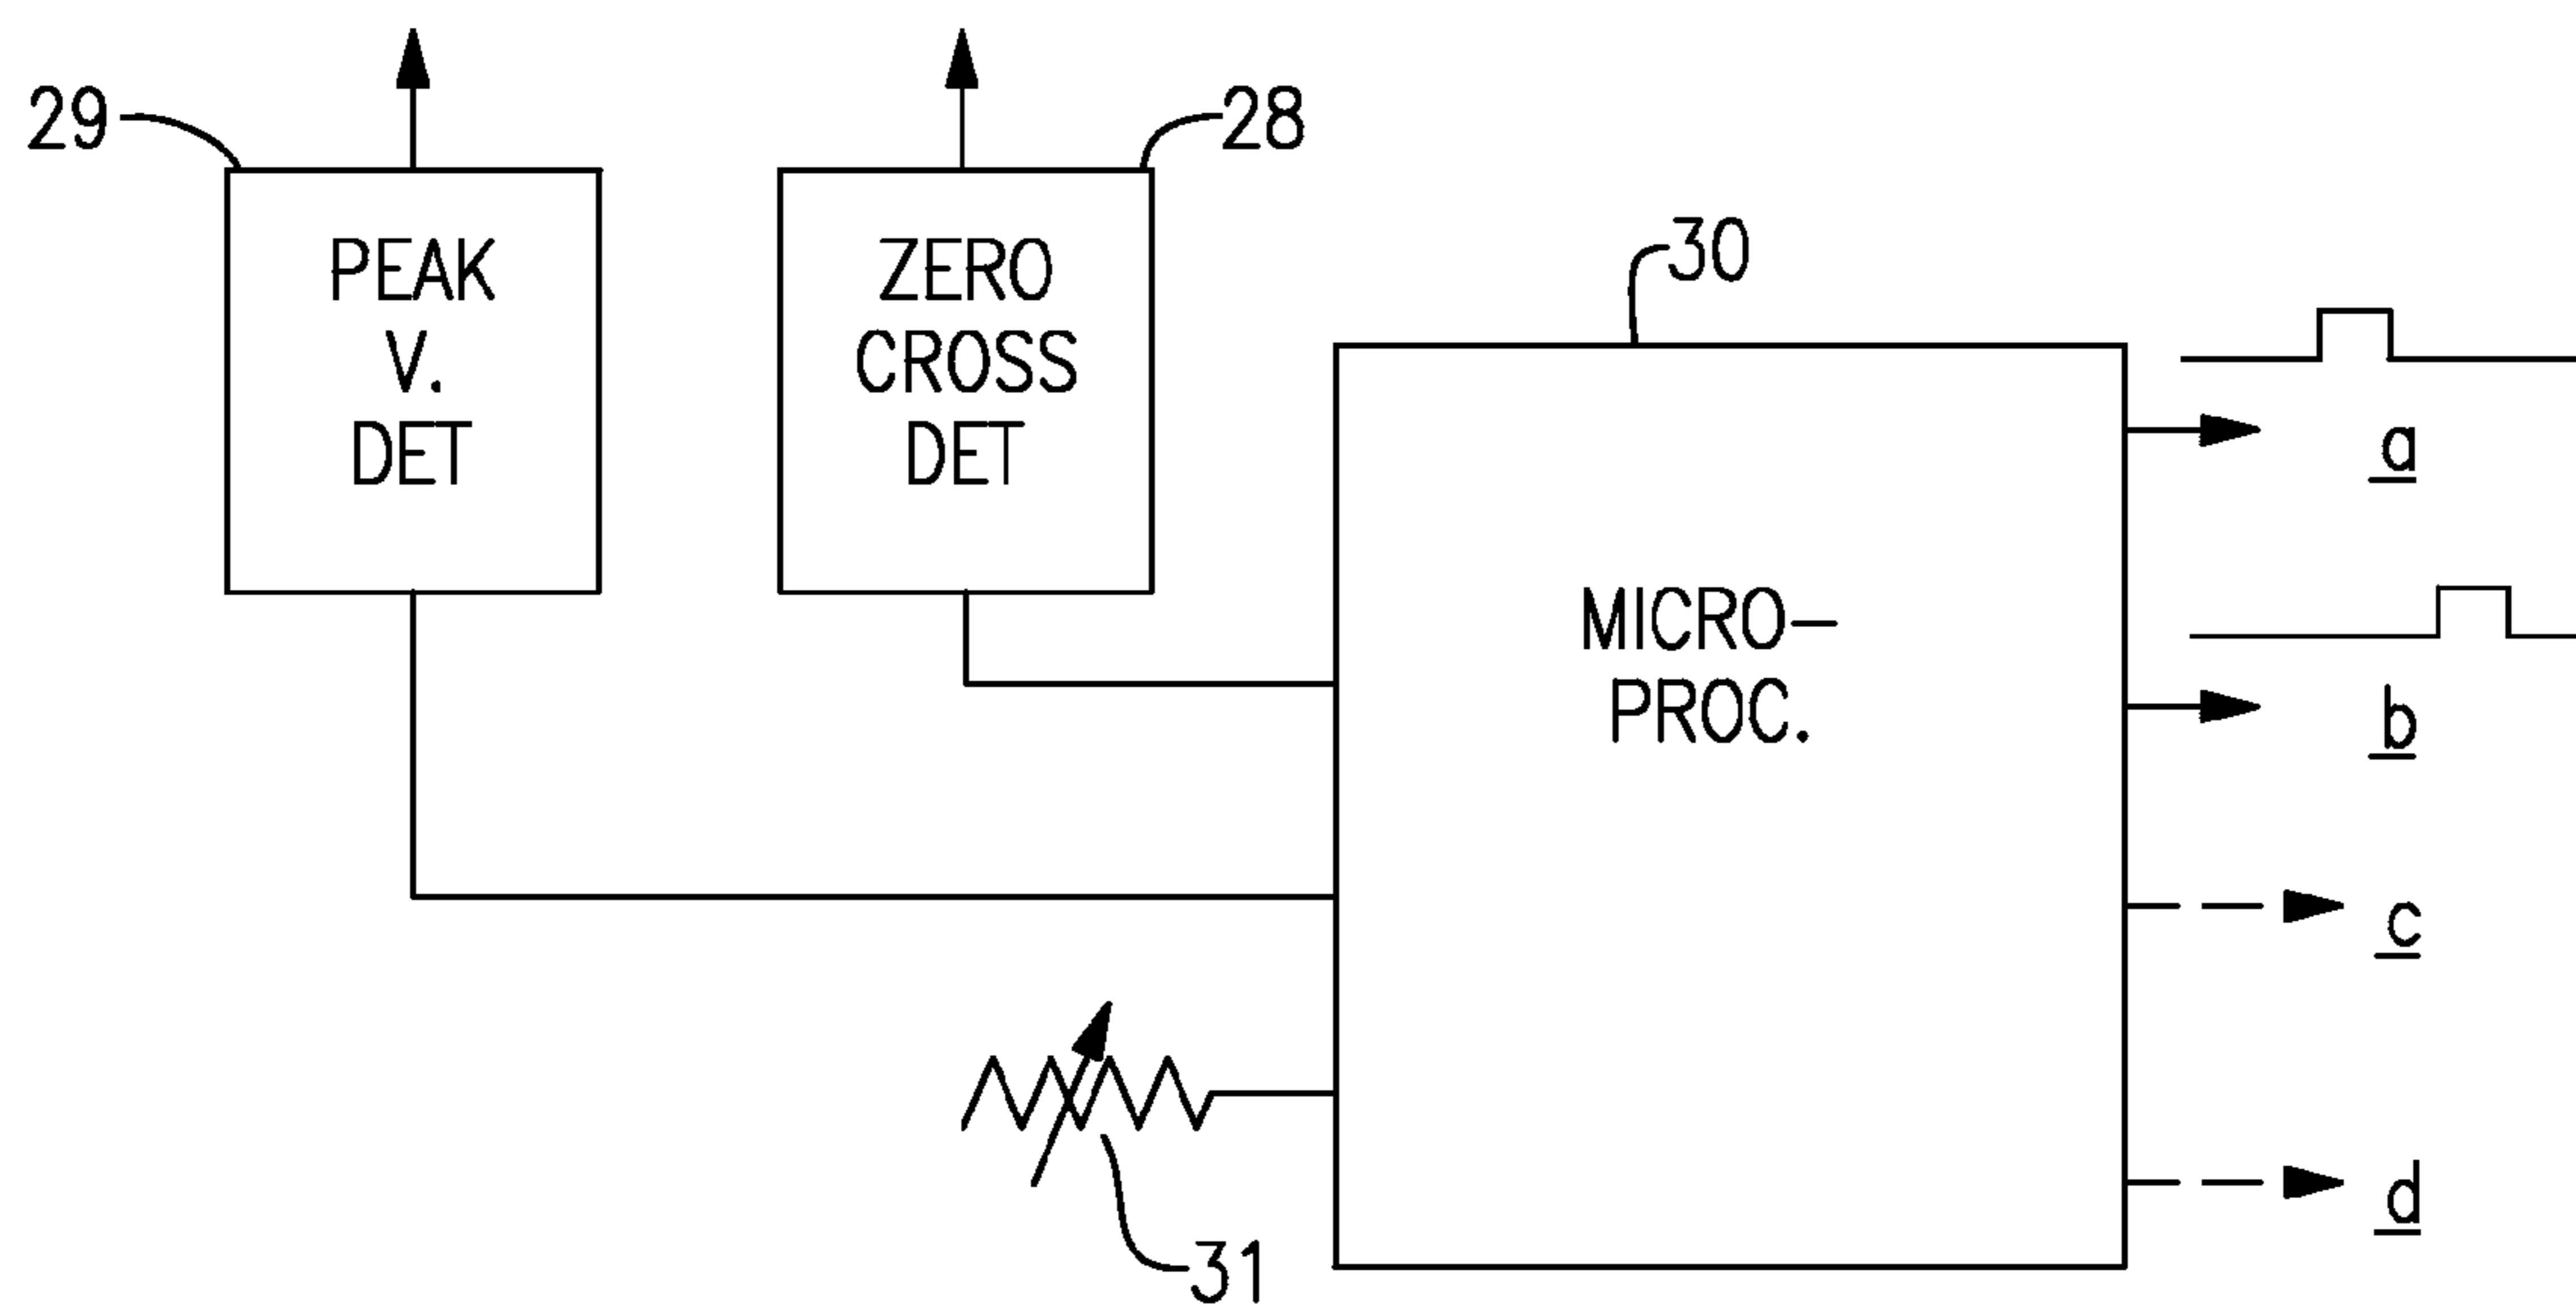 29
28
PEAK
V.
DET
ZERO
CROSS
DET
30
MICRO-
PROC.
a
b
c
d
31